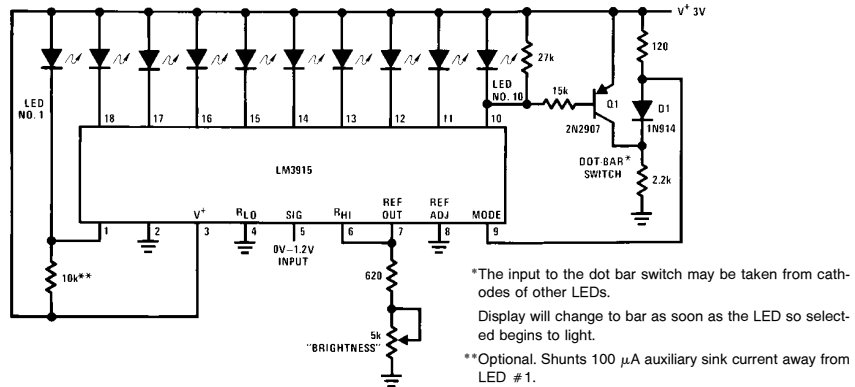 V+ 3V
120
27k
LED
NO. 1
LED
NO. 10
15k
Q1
2N2907
D1
1N914
18
17
16
15
14
13
12
11
10
LM3915
DOT-BAR*
SWITCH
2.2k
V+
RLO
SIG
RHI
REF
OUT
REF
ADJ
MODE
1
2
3
4
5
6
7
8
9
0V–1.2V
INPUT
10k**
620
5k
"BRIGHTNESS"
*The input to the dot bar switch may be taken from cath-
odes of other LEDs.
Display will change to bar as soon as the LED so select-
ed begins to light.
**Optional. Shunts 100 μA auxiliary sink current away from
LED #1.